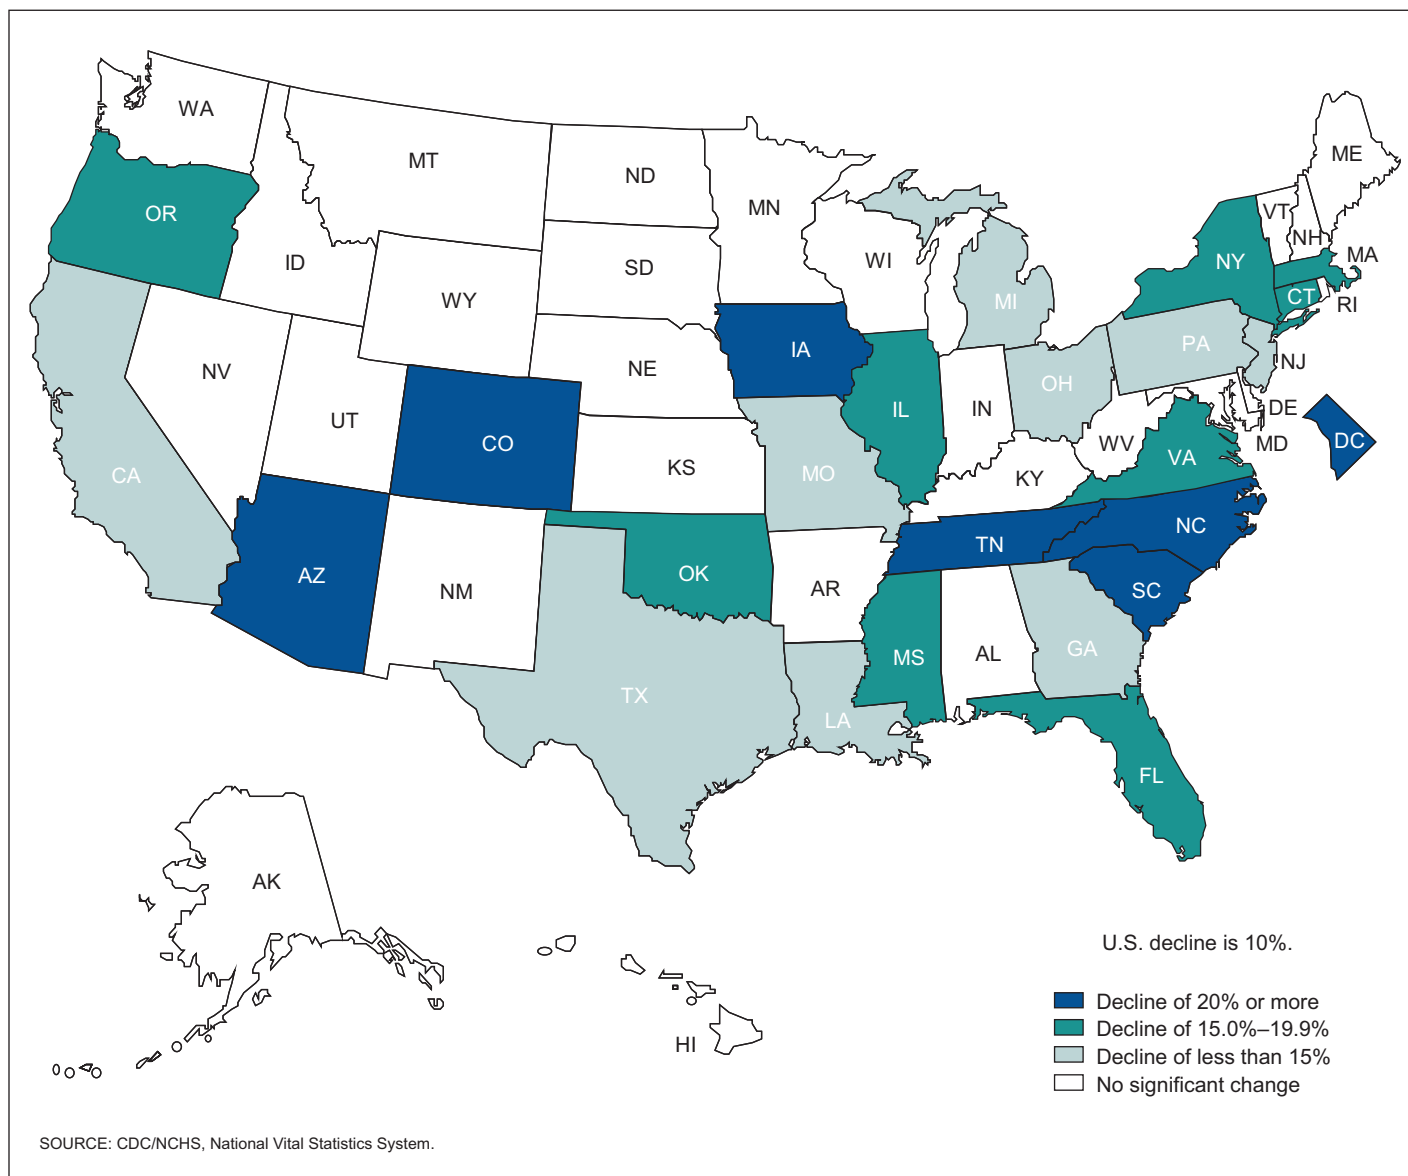 WA
MT
ND
MN
ME
OR
ID
SD
WI
VT
NH
NY
MA
WY
MI
CT
RI
IA
NE
PA
NJ
NV
UT
OH
IL
IN
DE
CO
WV
MD
DC
CA
KS
MO
KY
VA
NC
TN
AZ
NM
OK
AR
SC
MS
AL
GA
TX
LA
FL
AK
HI
U.S. decline is 10%.
Decline of 20% or more
Decline of 15.0%–19.9%
Decline of less than 15%
No significant change
SOURCE: CDC/NCHS, National Vital Statistics System.